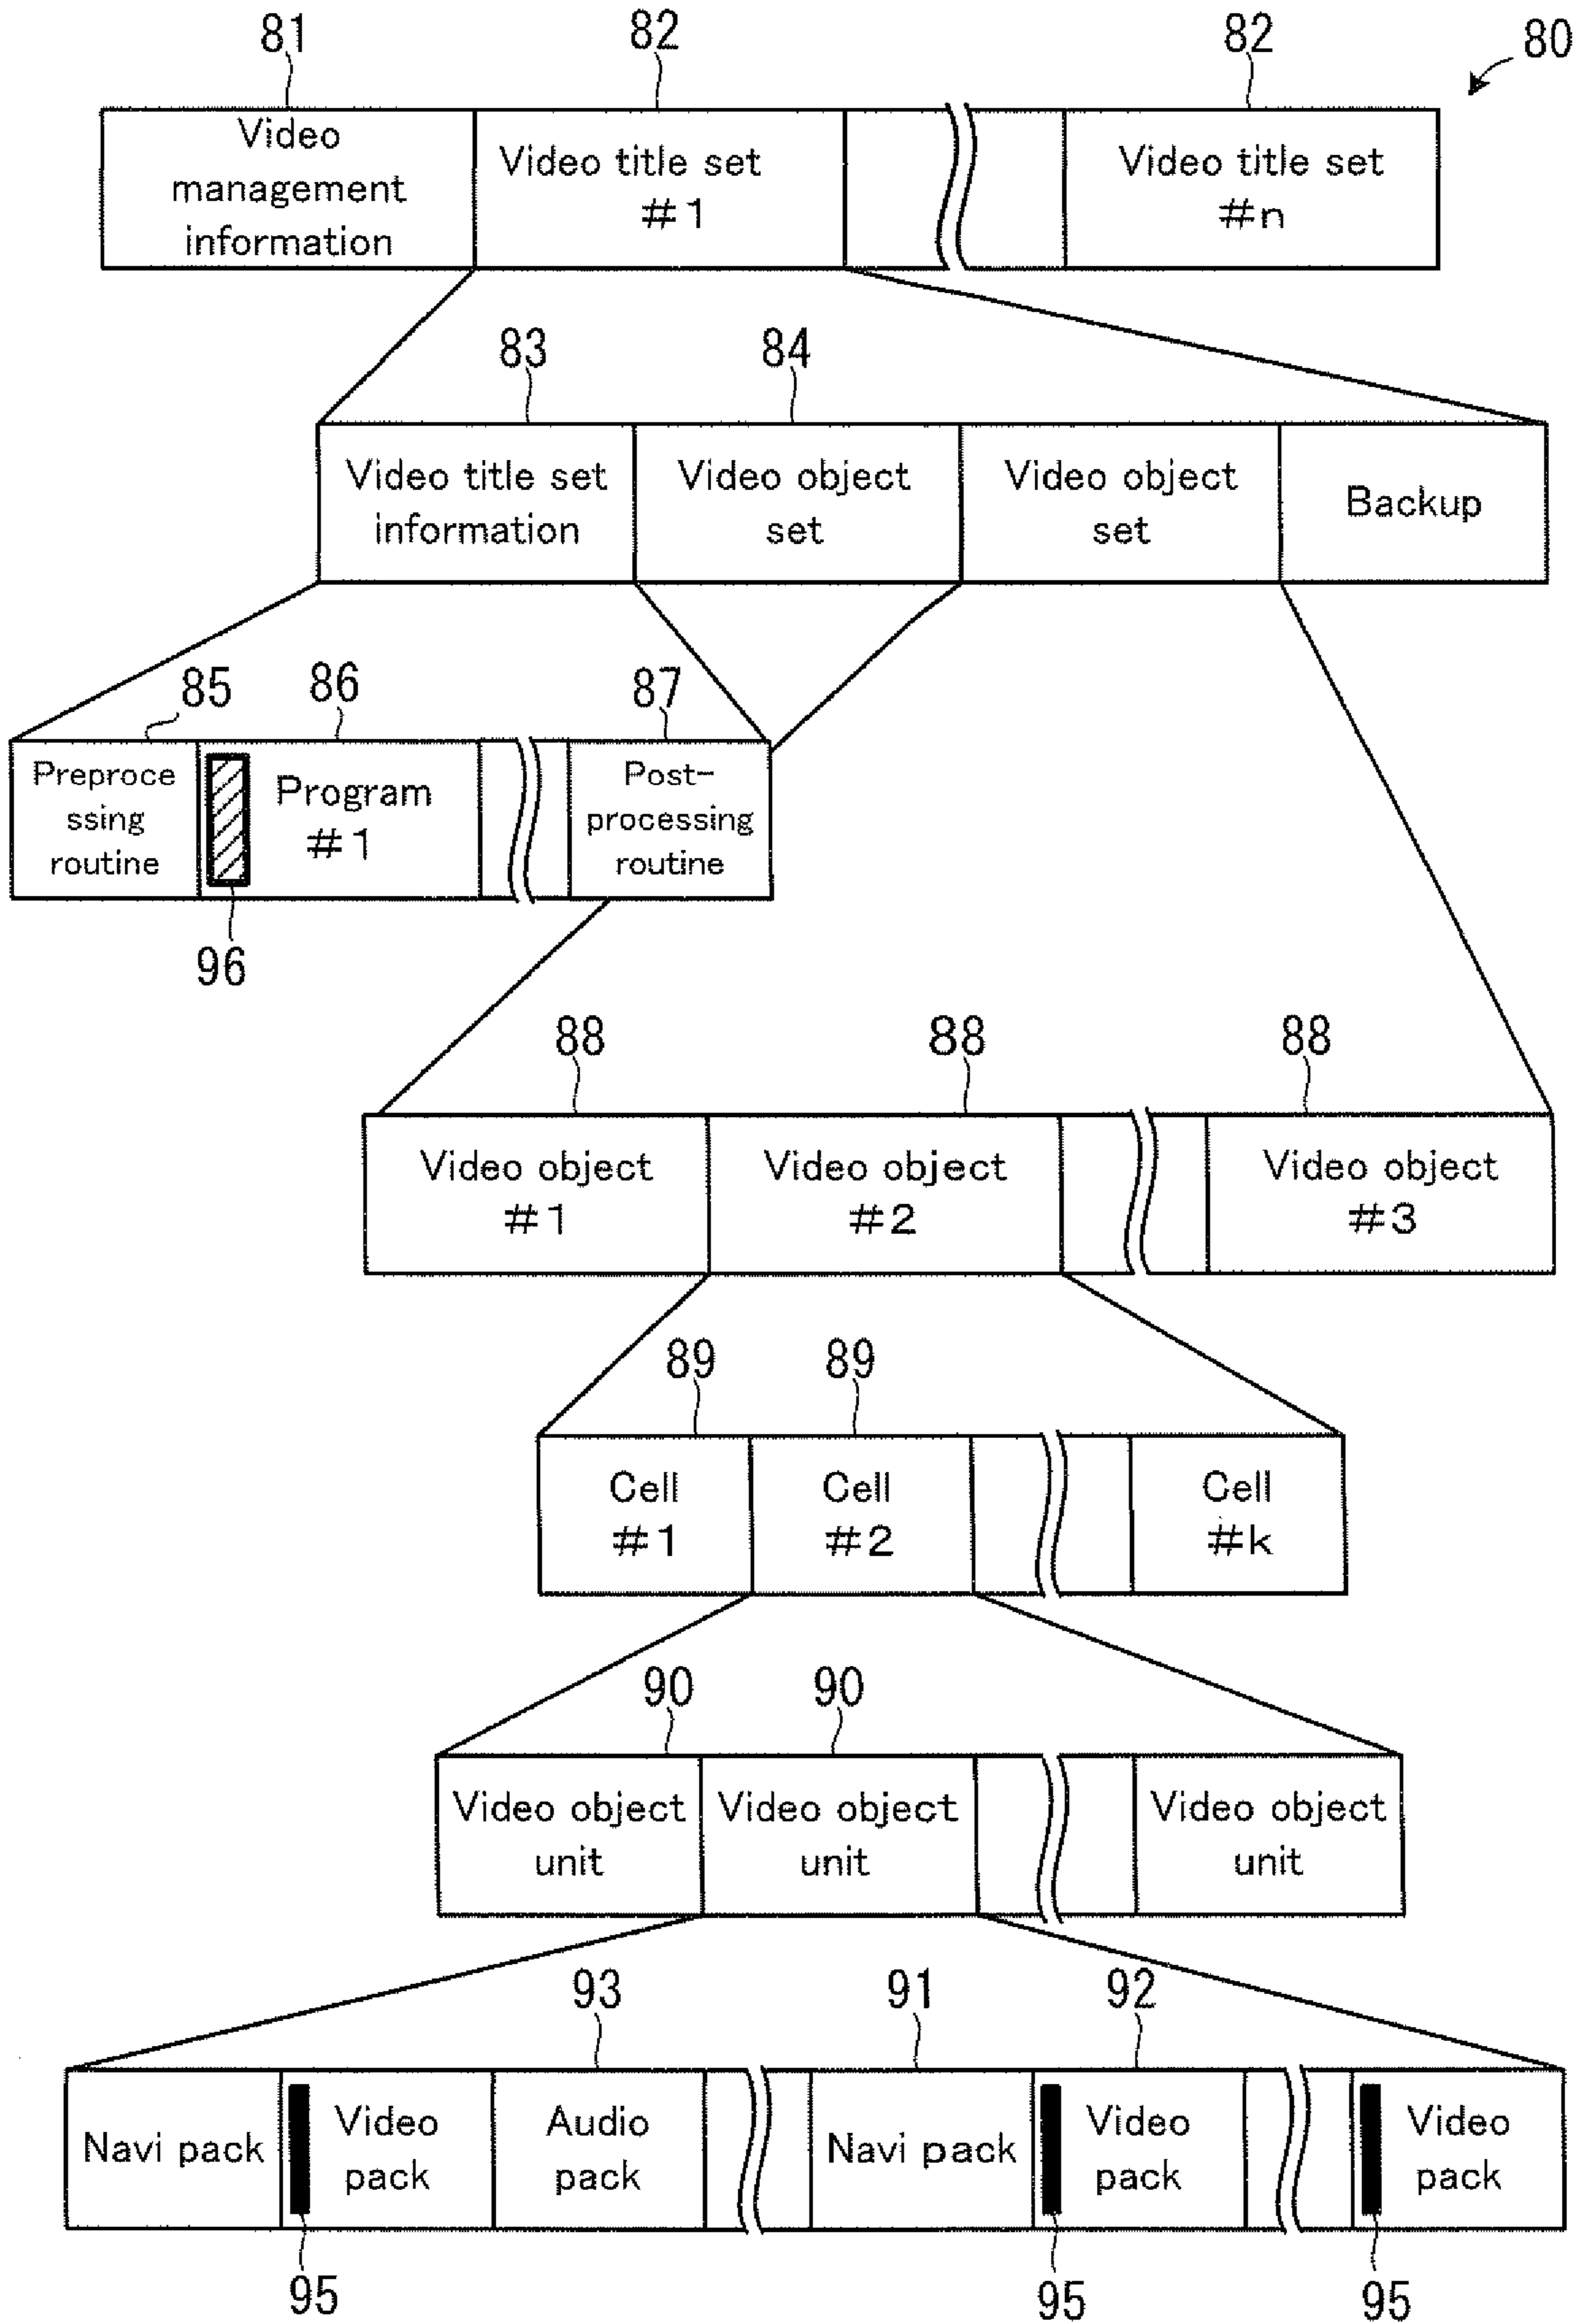 81
82
82
80
Video
management
information
Video title set
#1
Video title set
#n
83
84
Video title set
information
Video object
set
Video object
set
Backup
85
86
87
Preproce
ssing
routine
Program
#1
Post-
processing
routine
96
88
88
88
Video object
#1
Video object
#2
Video object
#3
89
89
Cell
#1
Cell
#2
Cell
#k
90
90
Video object
unit
Video object
unit
Video object
unit
93
91
92
Navi pack
Video
pack
Audio
pack
Navi pack
Video
pack
Video
pack
95
95
95